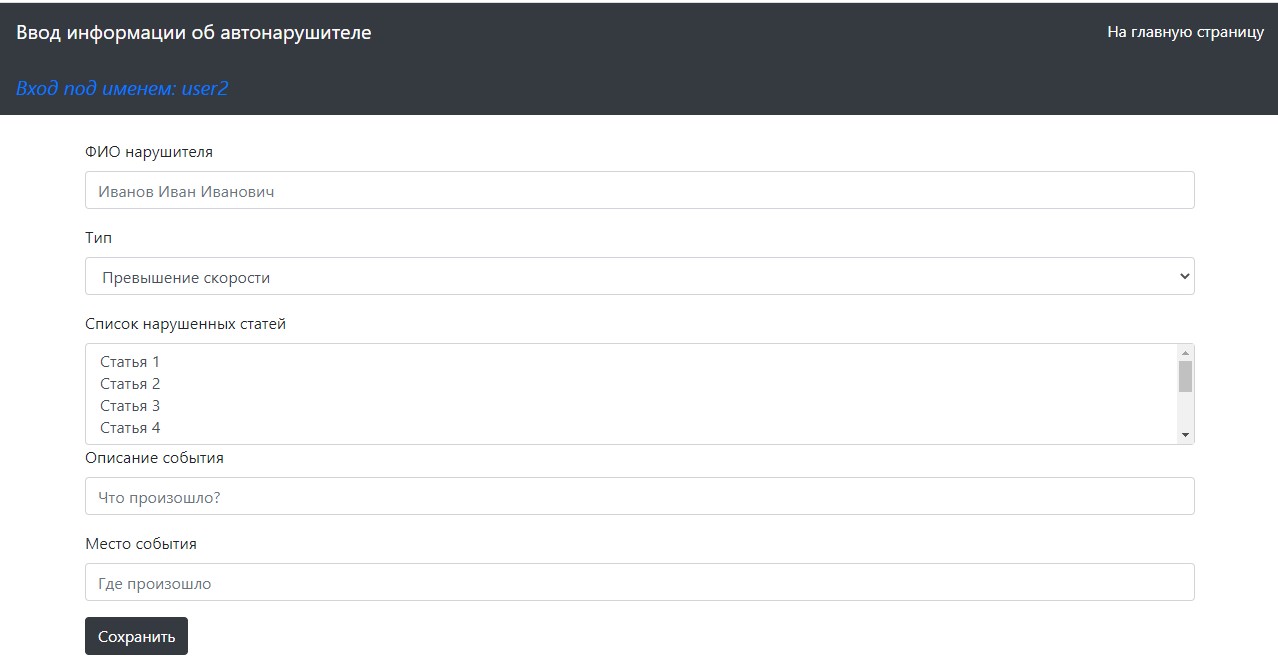 Ввод информации об автонарушителе
На главную страницу
Вход под именем: user2
ФИО нарушителя
Иванов Иван Иванович
Тип
Превышение скорости
Список нарушенных статей
Статья 1
Статья 2
Статья 3
Статья 4
Описание события
Что произошло?
Место события
Где произошло
Сохранить